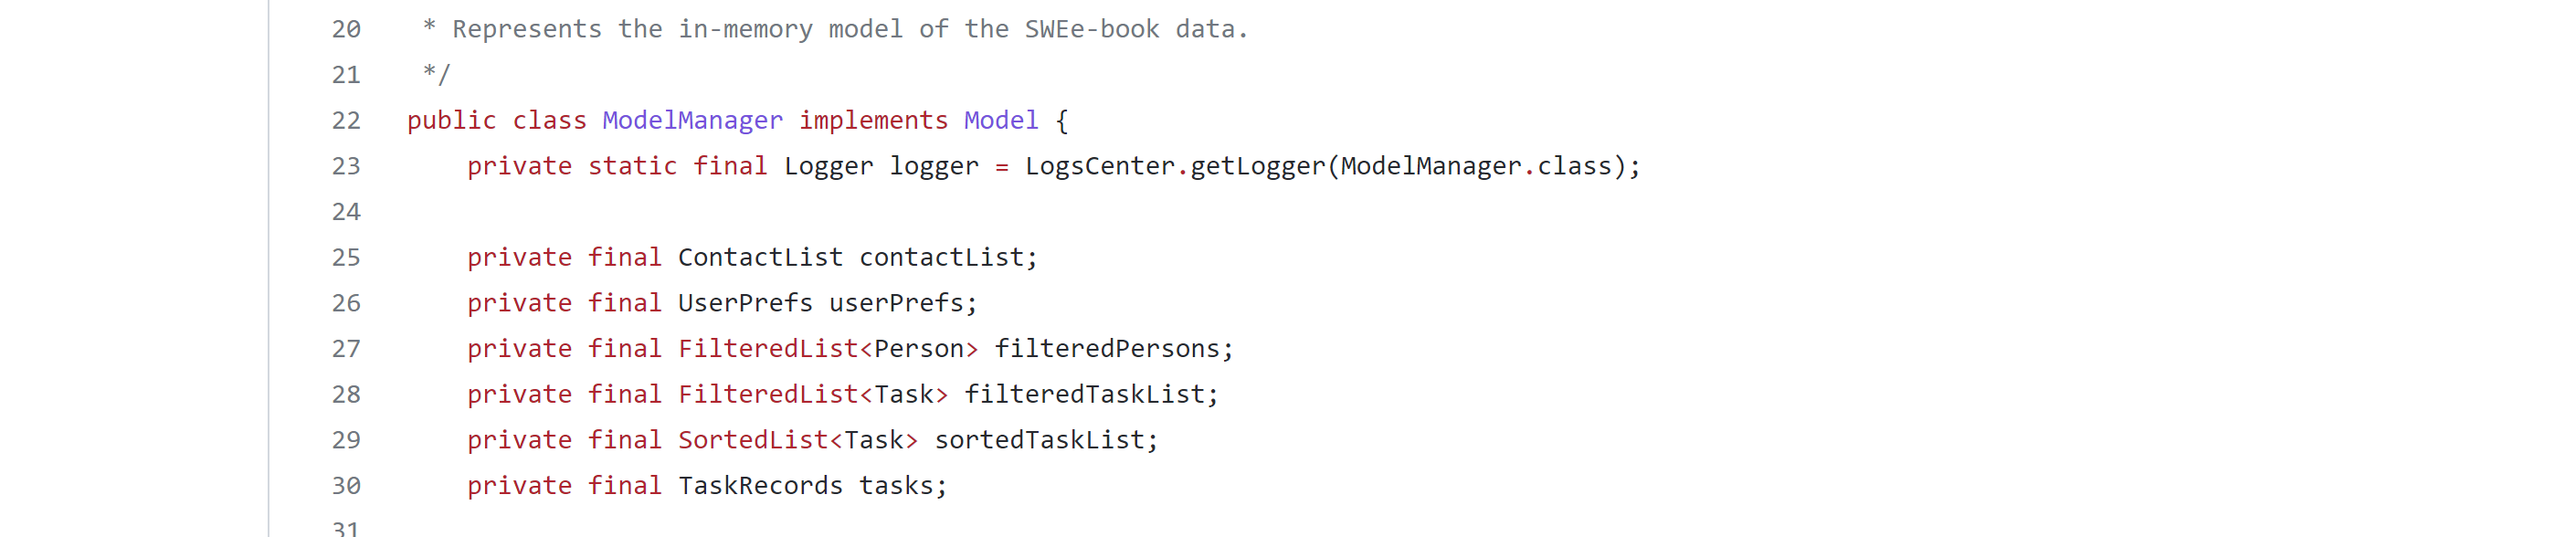 20 * Represents the in-memory model of the SWEe-book data.
21 */
22 public class ModelManager implements Model {
23 private static final Logger logger = LogsCenter.getLogger(ModelManager.class);
24
25 private final ContactList contactList;
26 private final UserPrefs userPrefs;
27 private final FilteredList<Person> filteredPersons;
28 private final FilteredList<Task> filteredTaskList;
29 private final SortedList<Task> sortedTaskList;
30 private final TaskRecords tasks;
31